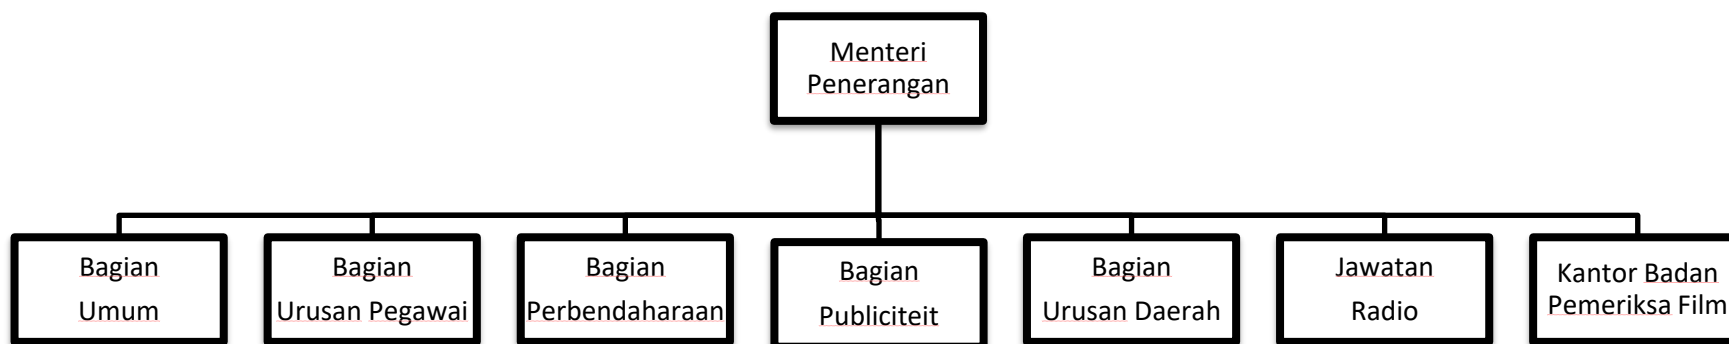 Menteri
Penerangan
Bagian
Umum
Bagian
Urusan Pegawai
Bagian
Perbendaharaan
Bagian
Publiciteit
Bagian
Urusan Daerah
Jawatan
Radio
Kantor Badan
Pemeriksa Film